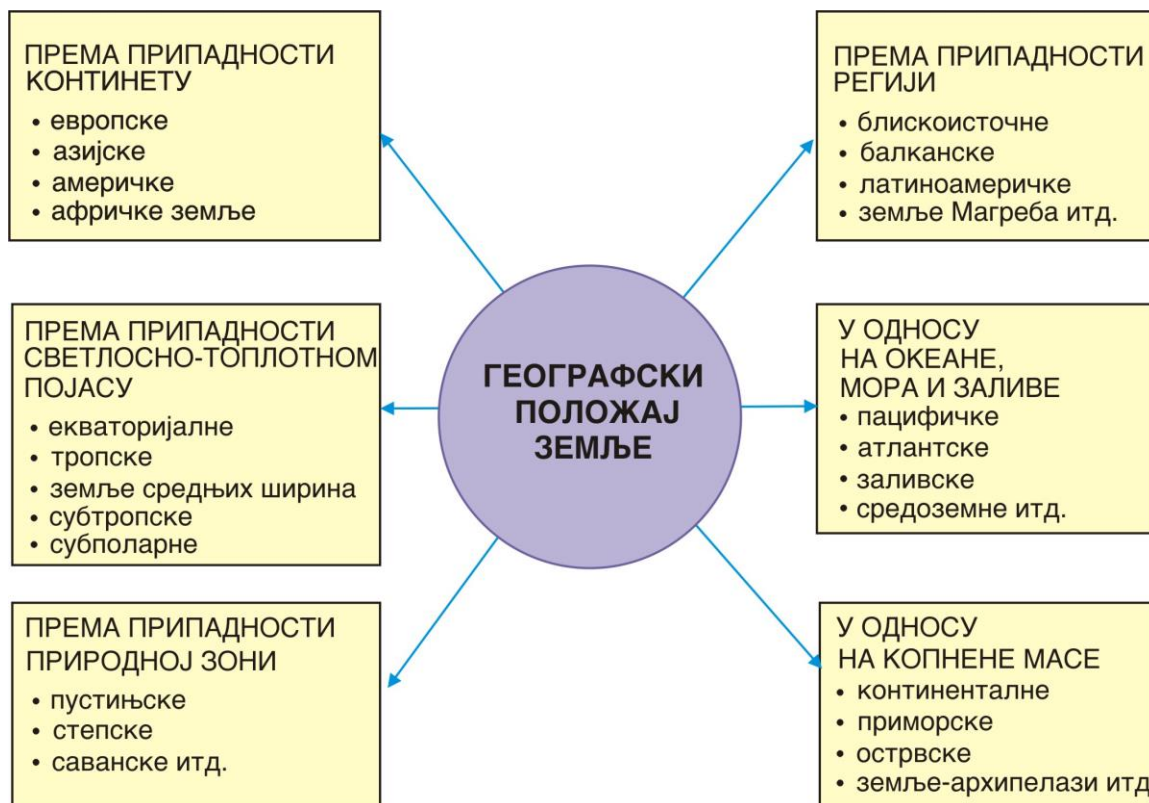 ПРЕМА ПРИПАДНОСТИ
КОНТИНЕТУ
• европске
• азијске
• америчке
• афричке земље
ПРЕМА ПРИПАДНОСТИ
РЕГИЈИ
• блискоисточне
• балканске
• латиноамеричке
• земље Магреба итд.
ПРЕМА ПРИПАДНОСТИ
СВЕТЛОСНО-ТОПЛОТНОМ
ПОЈАСУ
• екваторијалне
• тропске
• земље средњих ширина
• субтропске
• субполарне
ГЕОГРАФСКИ
ПОЛОЖАЈ
ЗЕМЉЕ
У ОДНОСУ
НА ОКЕАНЕ,
МОРА И ЗАЛИВЕ
• пацифичке
• атлантске
• заливске
• средоземне итд.
ПРЕМА ПРИПАДНОСТИ
ПРИРОДНОЈ ЗОНИ
• пустињске
• степске
• саванске итд.
У ОДНОСУ
НА КОПНЕНЕ МАСЕ
• континенталне
• приморске
• острвске
• земље-архипелази итд